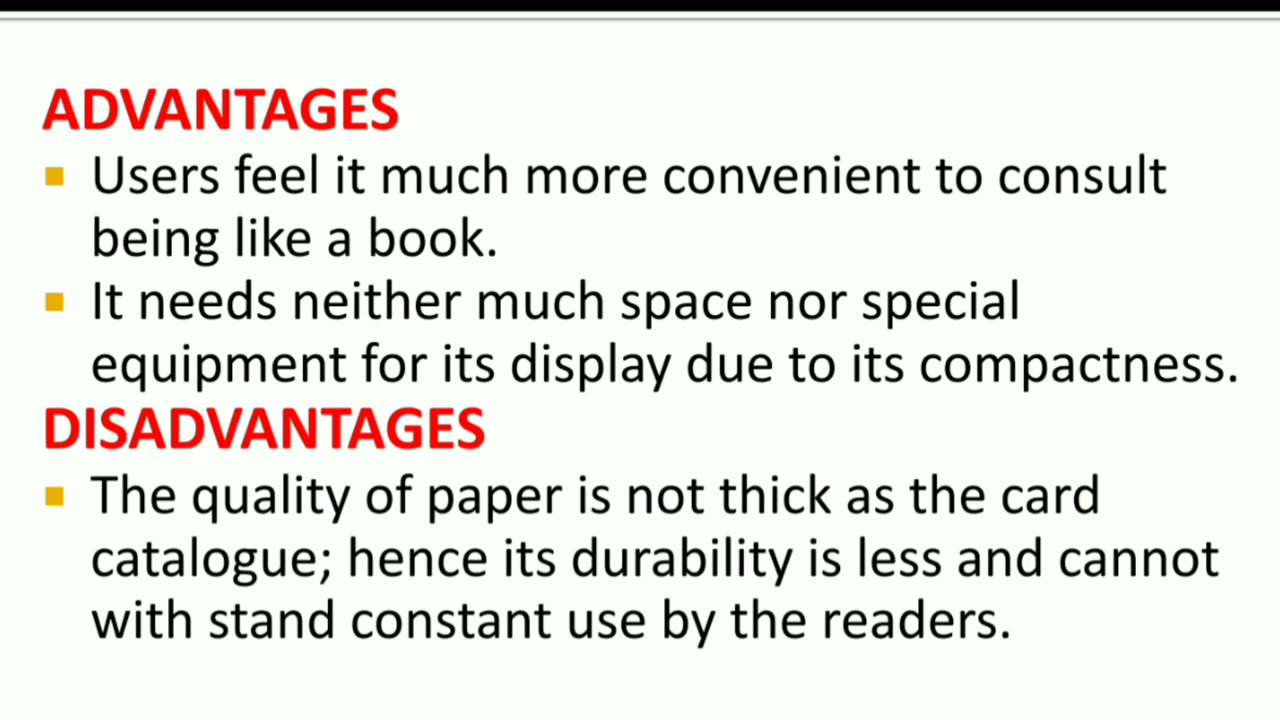 ADVANTAGES
Users feel it much more convenient to consult
being like a book.
It needs neither much space nor special
equipment for its display due to its compactness.
DISADVANTAGES
The quality of paper is not thick as the card
catalogue; hence its durability is less and cannot
with stand constant use by the readers.